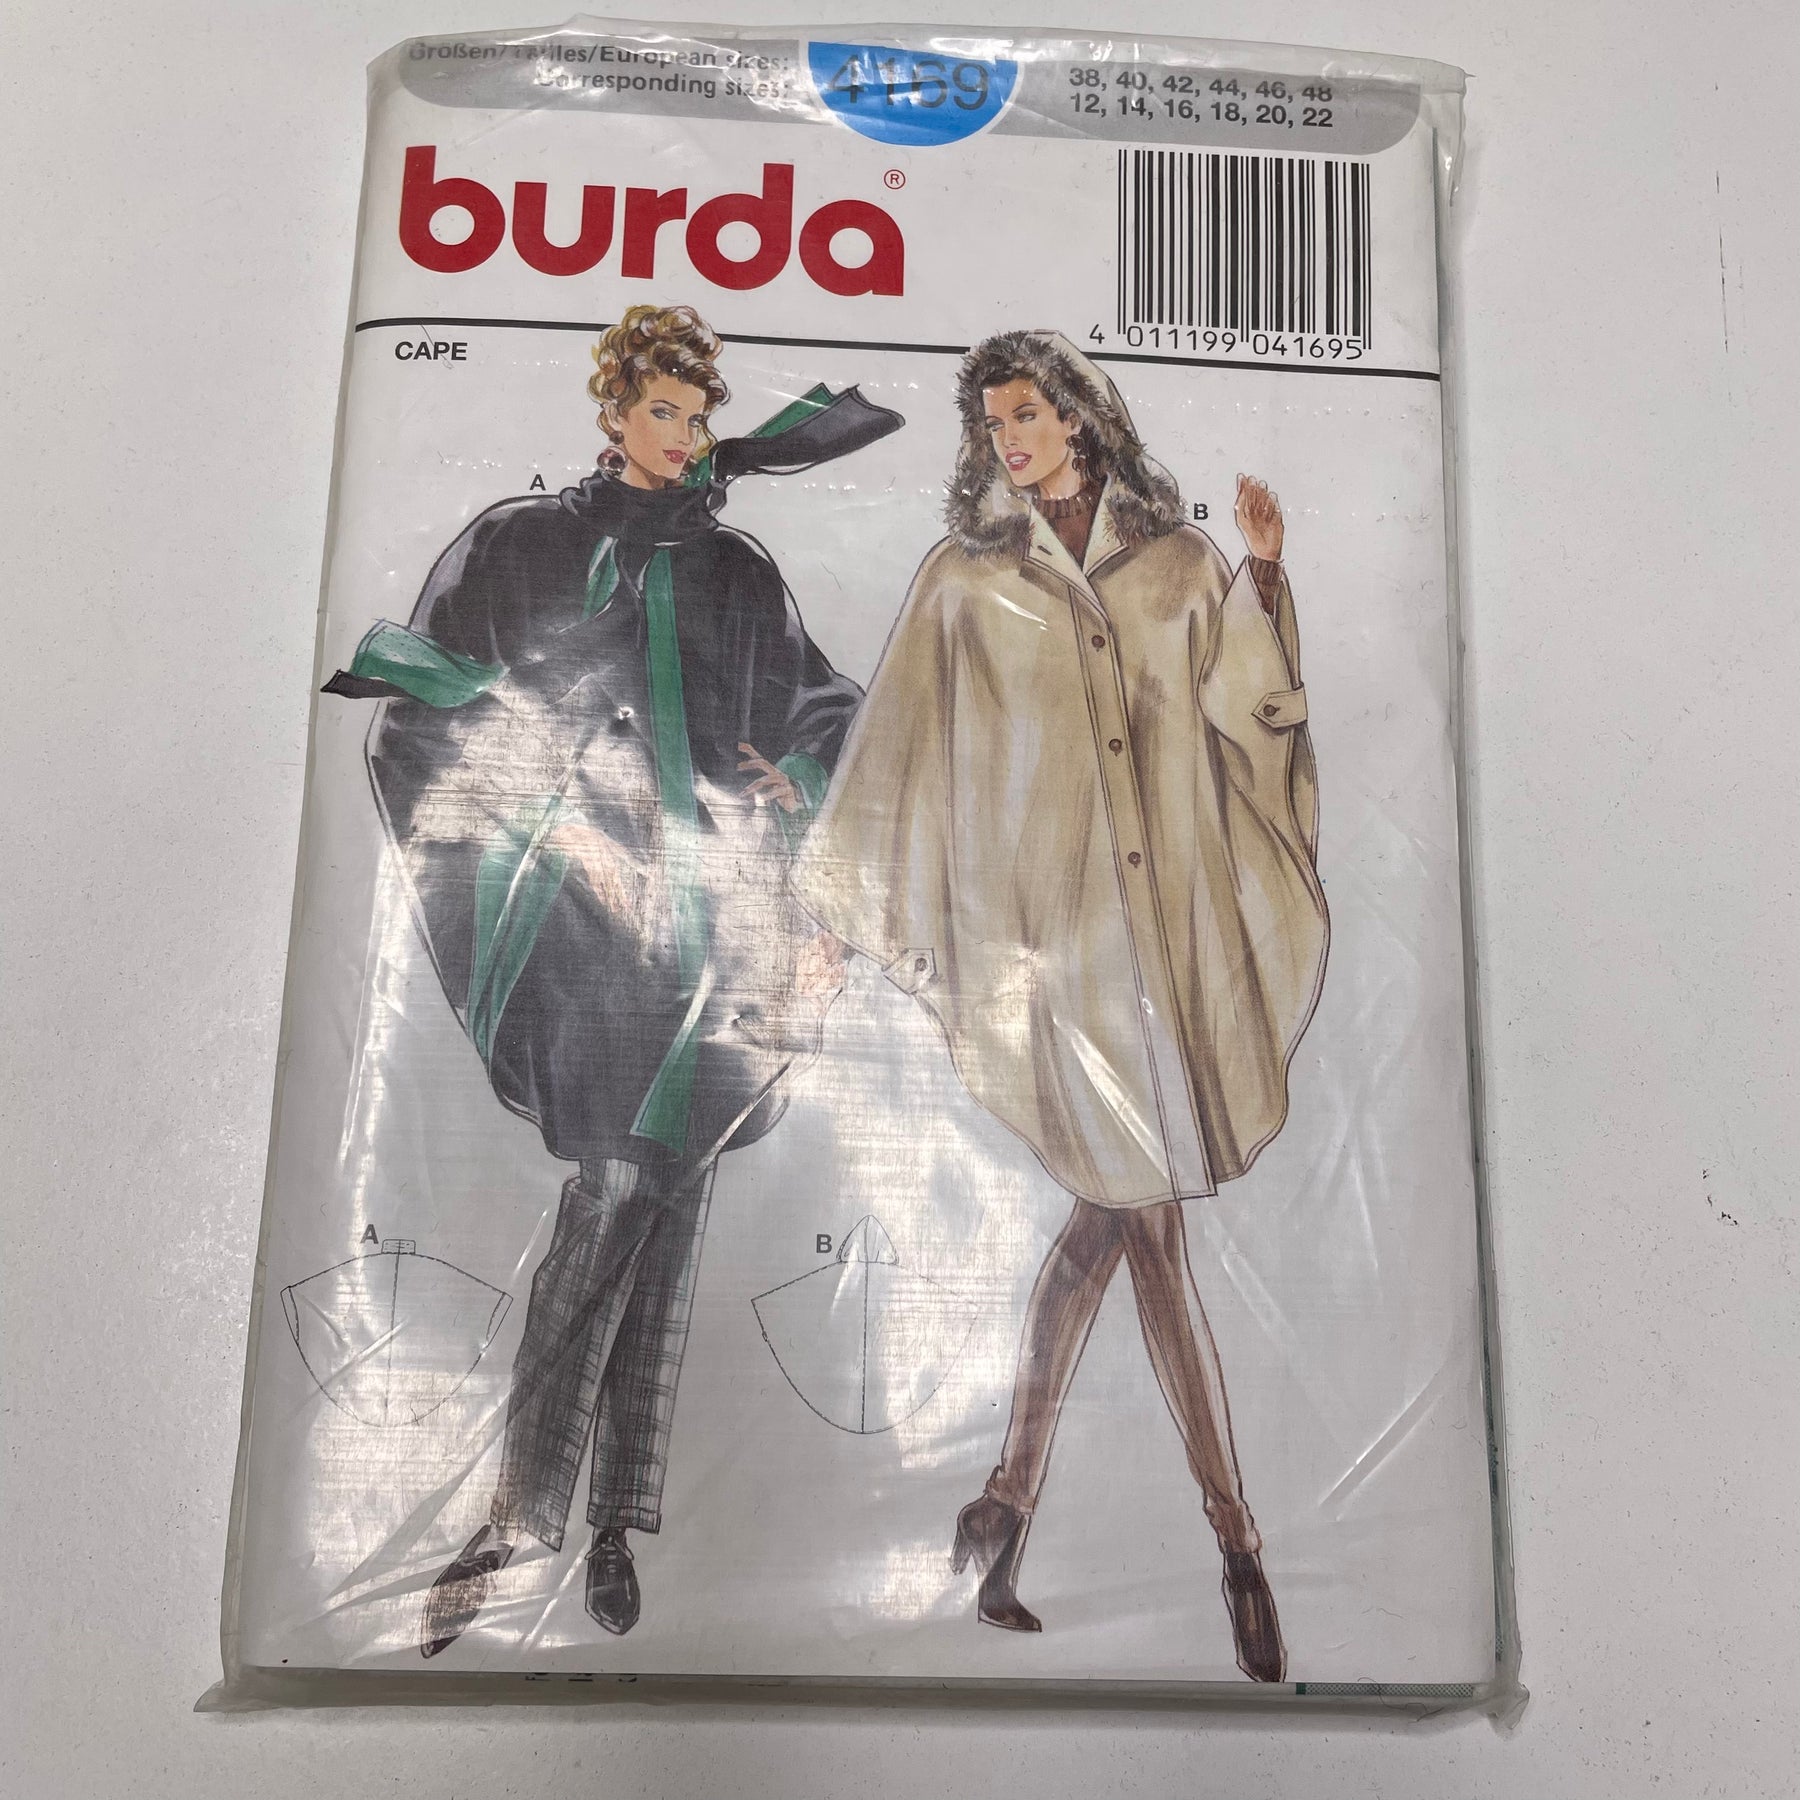 Größen/Tailles/European sizes:
Corresponding sizes:
4169
38, 40, 42, 44, 46, 48
12, 14, 16, 18, 20, 22
burda®
4 011199 041695
CAPE
A
B
A
B